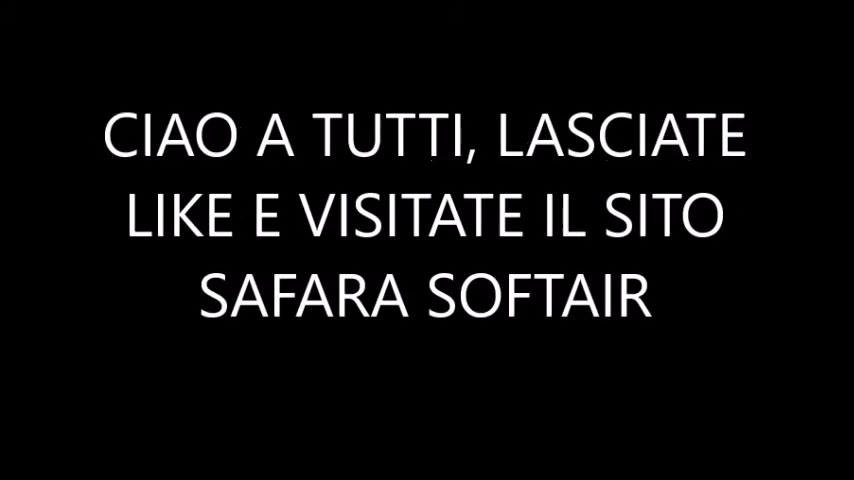 CIAO A TUTTI, LASCIATE
LIKE E VISITATE IL SITO
SAFARA SOFTAIR